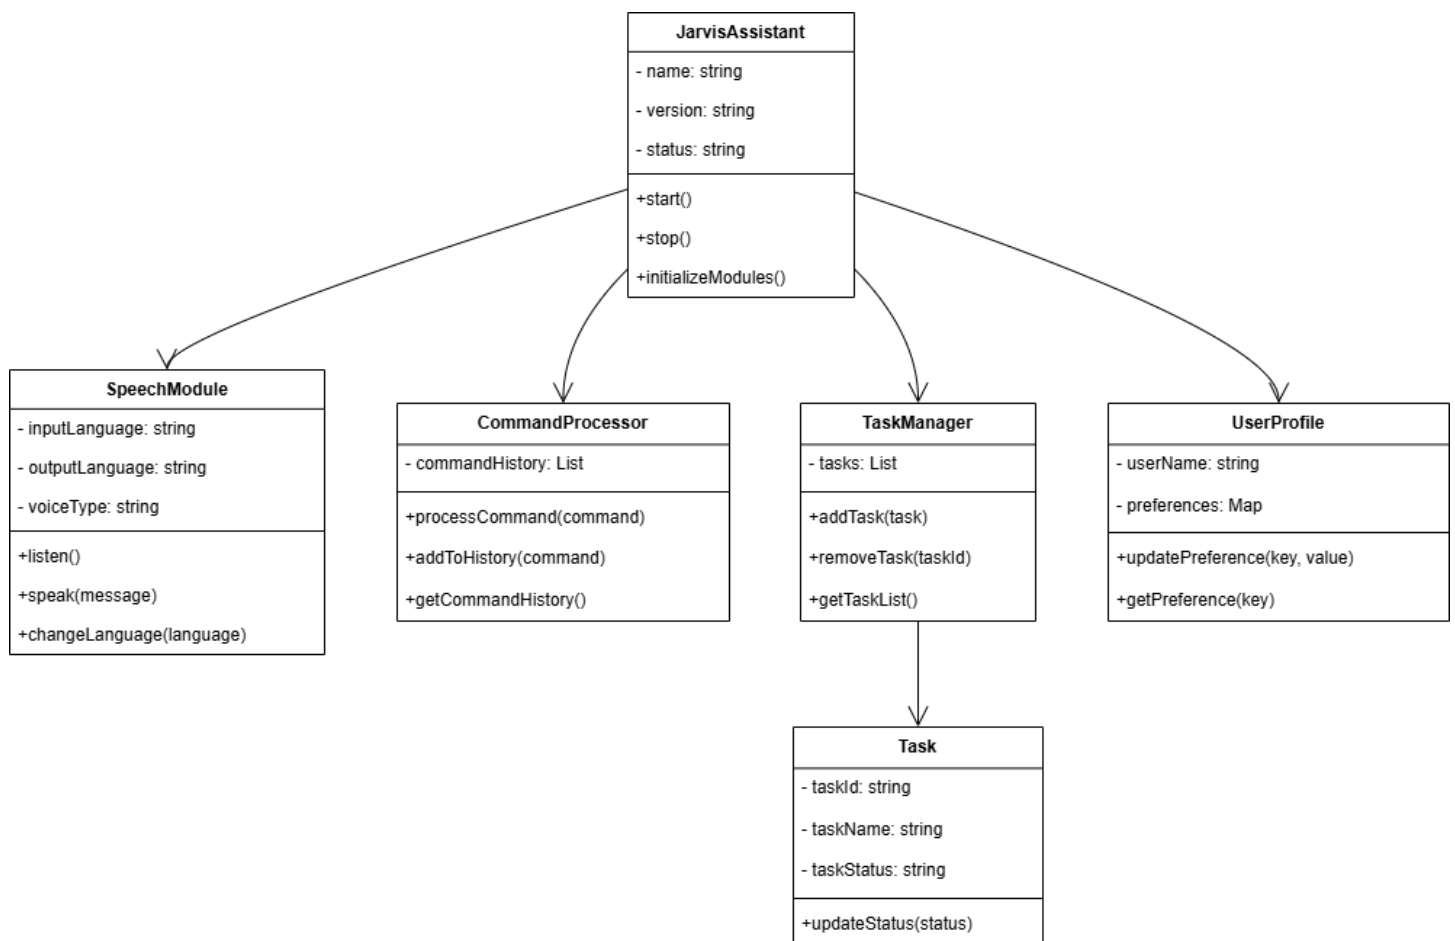 JarvisAssistant
- name: string
- version: string
- status: string
+start()
+stop()
+initializeModules()
SpeechModule
- inputLanguage: string
- outputLanguage: string
- voiceType: string
+listen()
+speak(message)
+changeLanguage(language)
CommandProcessor
- commandHistory: List
+processCommand(command)
+addToHistory(command)
+getCommandHistory()
TaskManager
- tasks: List
+addTask(task)
+removeTask(taskId)
+getTaskList()
UserProfile
- userName: string
- preferences: Map
+updatePreference(key, value)
+getPreference(key)
Task
- taskId: string
- taskName: string
- taskStatus: string
+updateStatus(status)